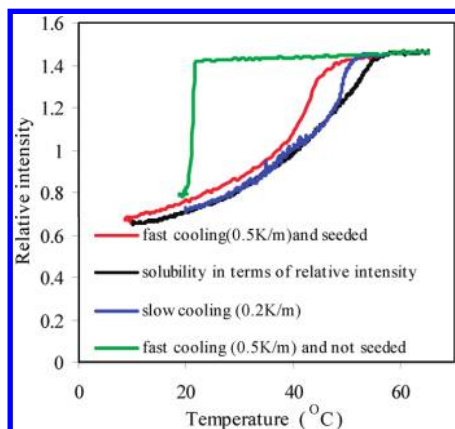 1.6
1.4
1.2
1
0.8
0.6
0.4
0.2
0
Relative intensity
fast cooling(0.5K/m)and seeded
solubility in terms of relative intensity
slow cooling (0.2K/m)
fast cooling (0.5K/m) and not seeded
0 20 40 60
Temperature (OC)